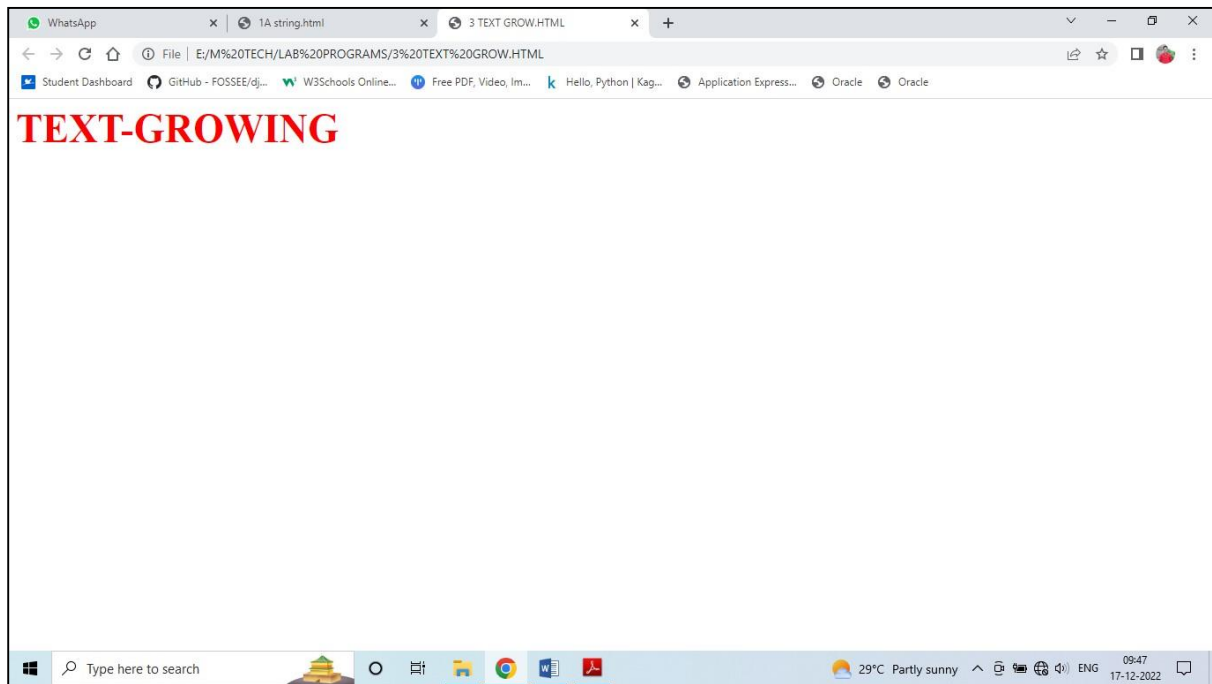 WhatsApp
1A string.html
3 TEXT GROW.HTML
File | E:/M%20TECH/LAB%20PROGRAMS/3%20TEXT%20GROW.HTML
Student Dashboard
GitHub - FOSSEE/dj...
W3Schools Online...
Free PDF, Video, Im...
Hello, Python | Kag...
Application Express...
Oracle
Oracle
TEXT-GROWING
Type here to search
29°C Partly sunny
ENG
09:47
17-12-2022